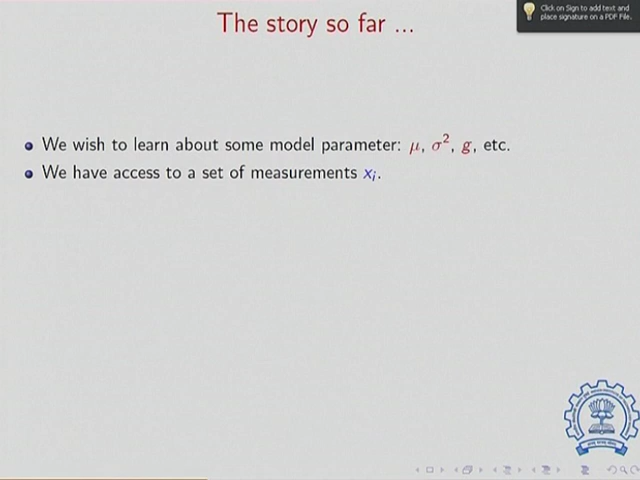 The story so far ...
Click on Sign to add text and
place signature on a PDF File.
We wish to learn about some model parameter: μ, σ², g, etc.
We have access to a set of measurements xᵢ.